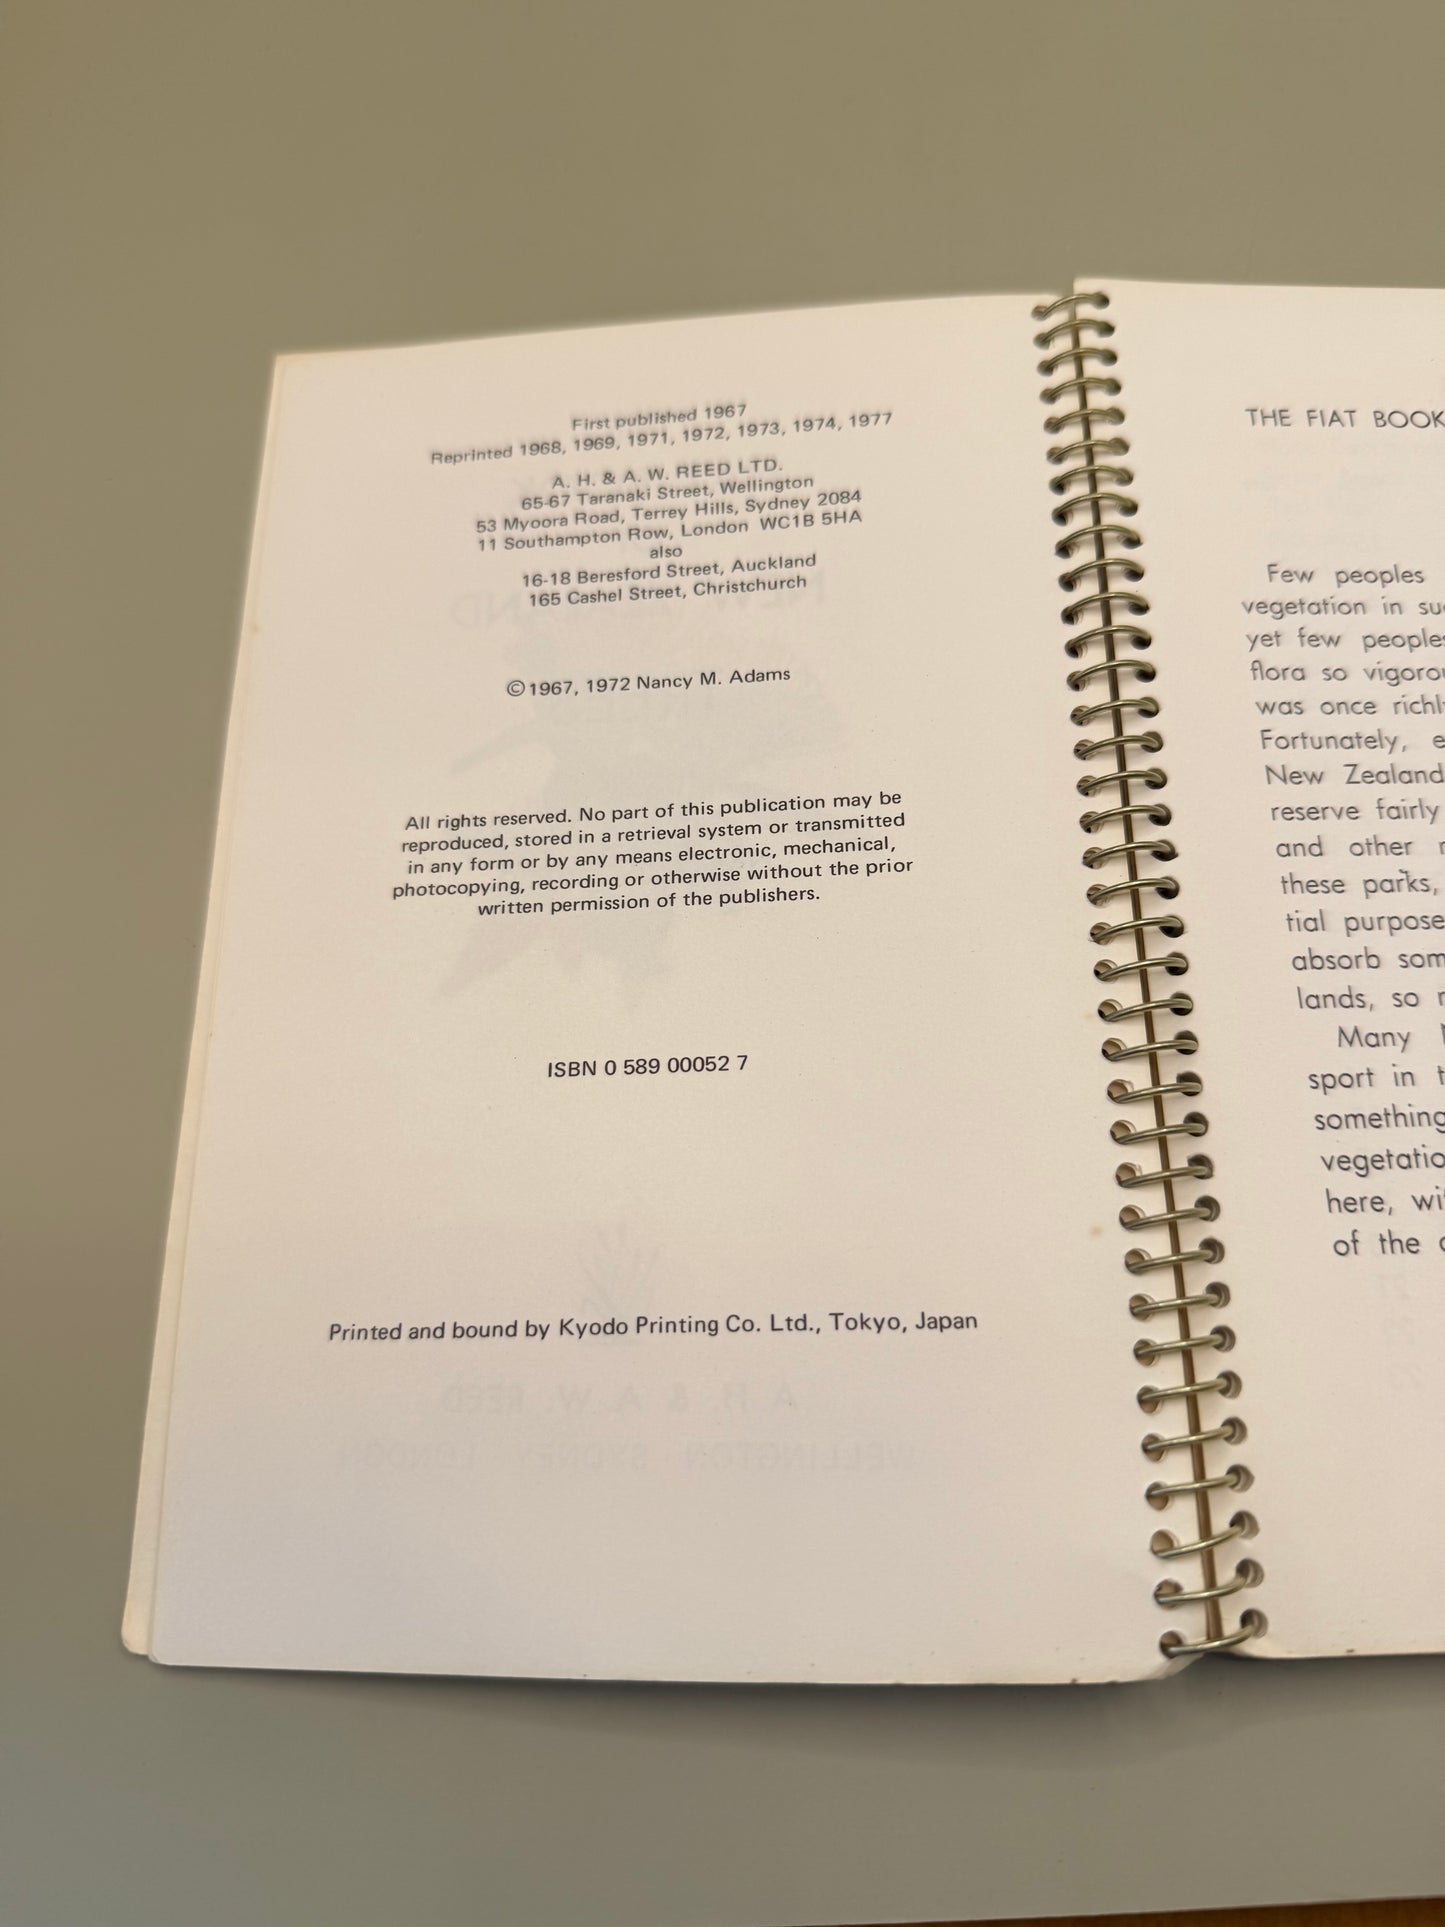 First published 1967
Reprinted 1968, 1969, 1971, 1972, 1973, 1974, 1977
A. H. & A. W. REED LTD.
65-67 Taranaki Street, Wellington
53 Myoora Road, Terrey Hills, Sydney 2084
11 Southampton Row, London WC1B 5HA
also
16-18 Beresford Street, Auckland
165 Cashel Street, Christchurch
©1967, 1972 Nancy M. Adams
All rights reserved. No part of this publication may be
reproduced, stored in a retrieval system or transmitted
in any form or by any means electronic, mechanical,
photocopying, recording or otherwise without the prior
written permission of the publishers.
ISBN 0 589 00052 7
Printed and bound by Kyodo Printing Co. Ltd., Tokyo, Japan
THE FIAT BOOK
Few peoples
vegetation in
yet few peoples
flora so
was once
Fortunately,
New Zealand
reserve fairly
and other
these parks,
tial purpose
absorb
lands, so
Many
sport in
something
here,
of the